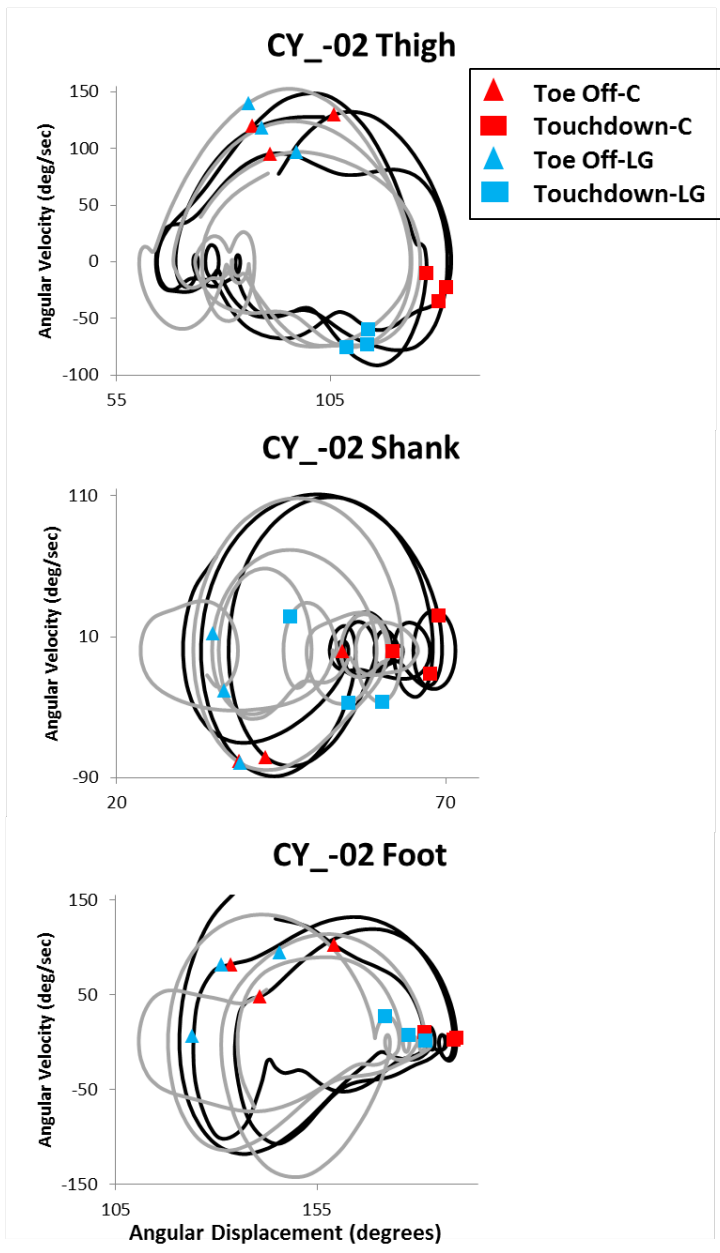 CY_-02 Thigh
Toe Off-C
Touchdown-C
Toe Off-LG
Touchdown-LG
Angular Velocity (deg/sec)
150
100
50
0
-50
-100
55
105
CY_-02 Shank
Angular Velocity (deg/sec)
110
10
-90
20
70
CY_-02 Foot
Angular Velocity (deg/sec)
150
50
-50
-150
105
155
Angular Displacement (degrees)